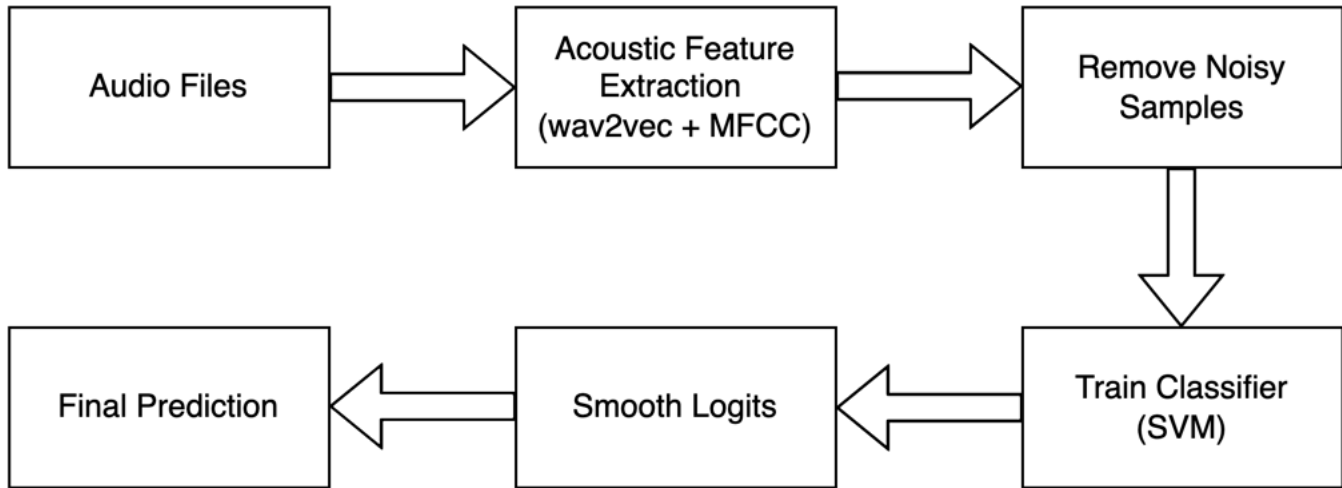 Audio Files
Acoustic Feature
Extraction
(wav2vec + MFCC)
Remove Noisy
Samples
Train Classifier
(SVM)
Smooth Logits
Final Prediction